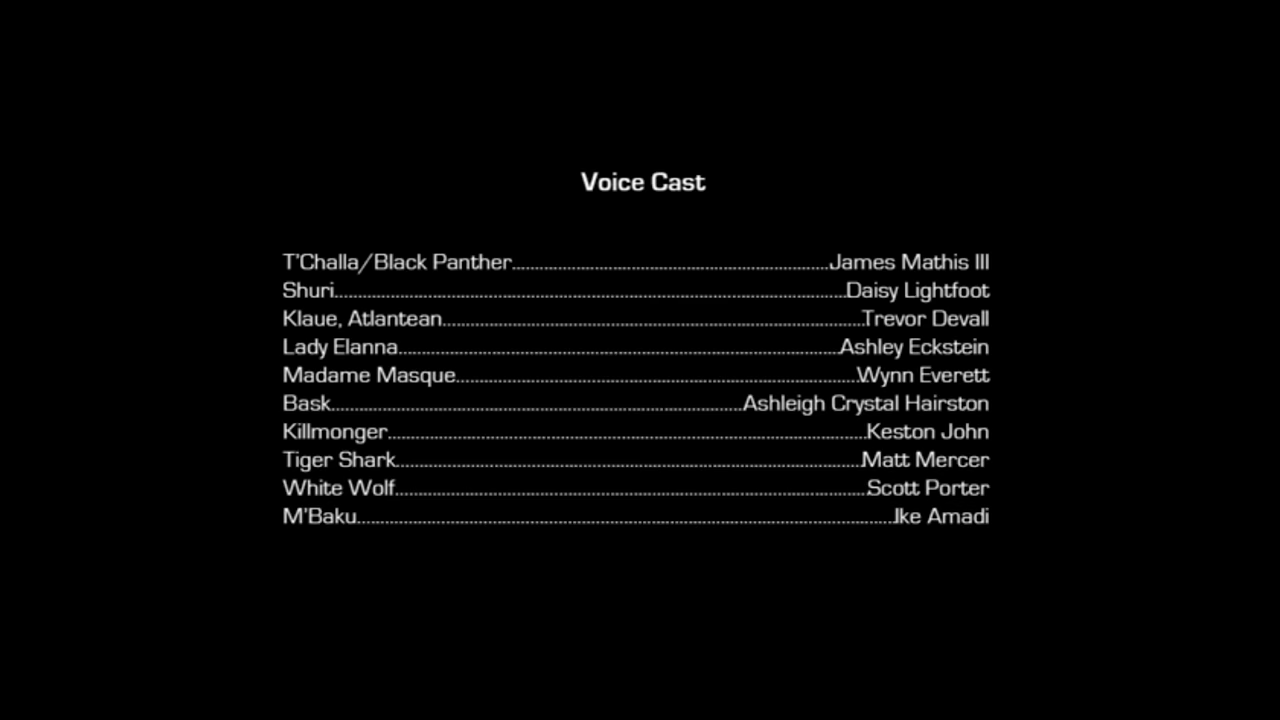 Voice Cast
T'Challa/Black Panther........................................................................James Mathis III
Shuri........................................................................Daisy Lightfoot
Klaue, Atlantean........................................................................Trevor Devall
Lady Elanna........................................................................Ashley Eckstein
Madame Masque........................................................................Wynn Everett
Bask........................................................................Ashleigh Crystal Hairston
Killmonger........................................................................Keston John
Tiger Shark........................................................................Matt Mercer
White Wolf........................................................................Scott Porter
M'Baku........................................................................Ike Amadi